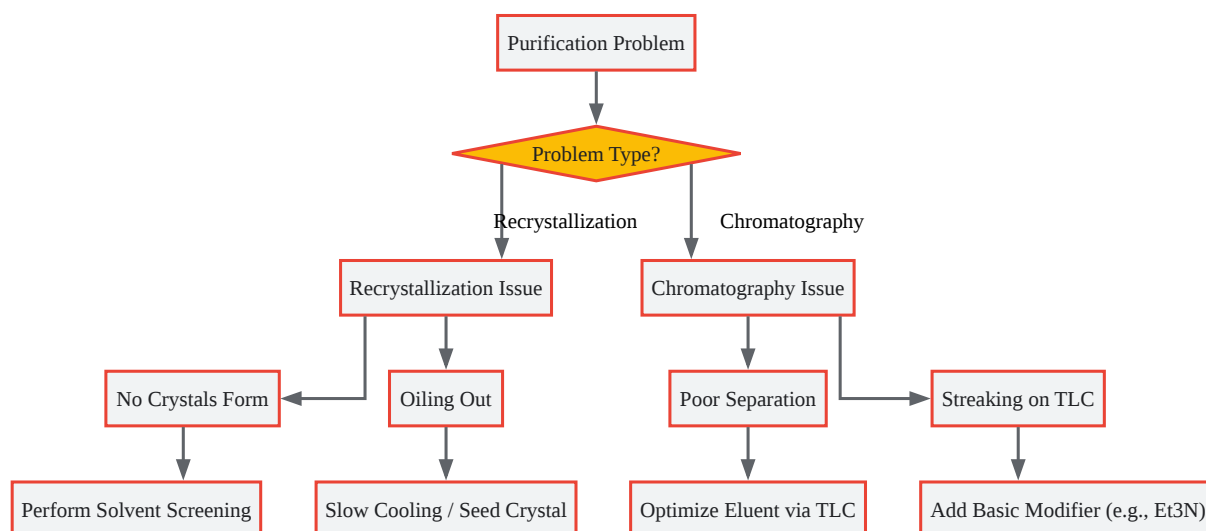 Purification Problem
Problem Type?
Recrystallization
Chromatography
Recrystallization Issue
Chromatography Issue
No Crystals Form
Oiling Out
Poor Separation
Streaking on TLC
Perform Solvent Screening
Slow Cooling / Seed Crystal
Optimize Eluent via TLC
Add Basic Modifier (e.g., Et3N)